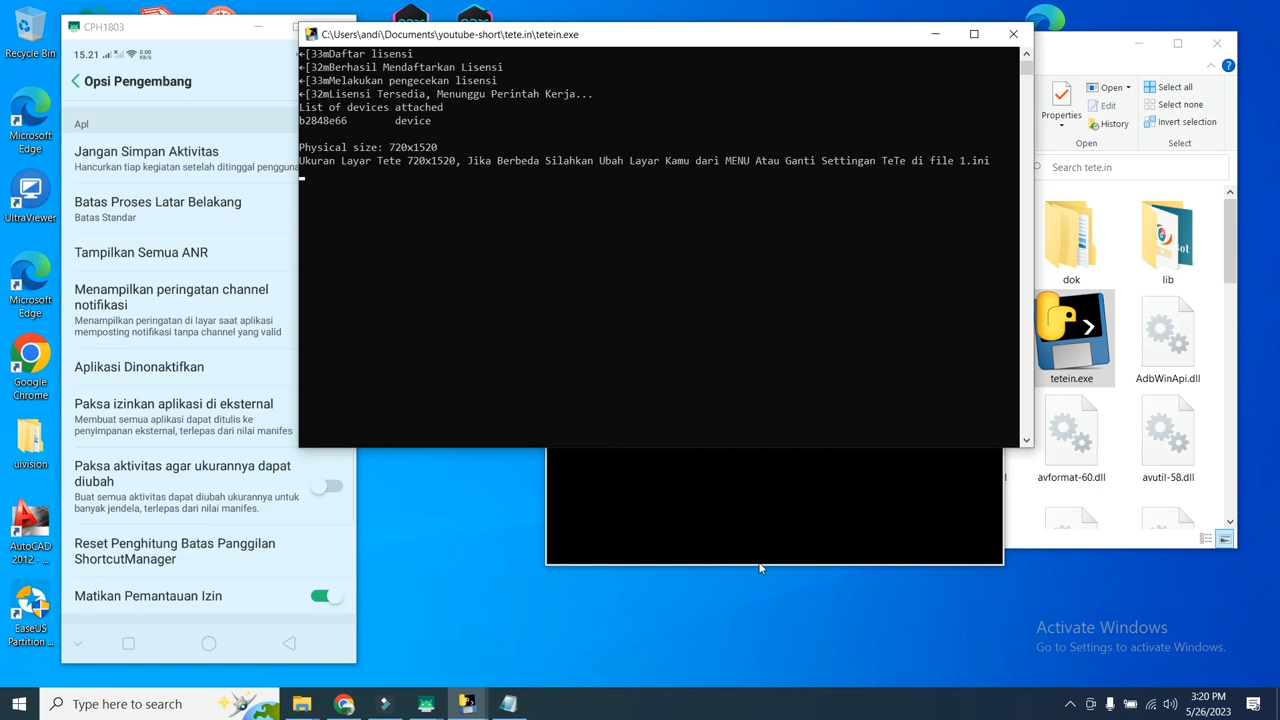 Recycle Bin
Microsoft
Edge
UltraViewer
Microsoft
Edge
Google
Chrome
uivision
AutoCAD
2012 - ...
EaseUS
Partition ...
CPH1803
15.21
0.00
KB/S
Opsi Pengembang
Apl
Jangan Simpan Aktivitas
Hancurkan tiap kegiatan setelah ditinggal pengguna
Batas Proses Latar Belakang
Batas Standar
Tampilkan Semua ANR
Menampilkan peringatan channel
notifikasi
Menampilkan peringatan di layar saat aplikasi
memposting notifikasi tanpa channel yang valid
Aplikasi Dinonaktifkan
Paksa izinkan aplikasi di eksternal
Membuat semua aplikasi dapat ditulis ke
penyimpanan eksternal, terlepas dari nilai manifes
Paksa aktivitas agar ukurannya dapat
diubah
Buat semua aktivitas dapat diubah ukurannya untuk
banyak jendela, terlepas dari nilai manifes.
Reset Penghitung Batas Panggilan
ShortcutManager
Matikan Pemantauan Izin
C:\Users\andi\Documents\youtube-short\tete.in\tetein.exe
←[33mDaftar lisensi
←[32mBerhasil Mendaftarkan Lisensi
←[33mMelakukan pengecekan lisensi
←[32mLisensi Tersedia, Menunggu Perintah Kerja...
List of devices attached
b2848e66 device
Physical size: 720x1520
Ukuran Layar Tete 720x1520, Jika Berbeda Silahkan Ubah Layar Kamu dari MENU Atau Ganti Settingan TeTe di file 1.ini
Properties
Open
Edit
History
Open
Select all
Select none
Invert selection
Select
Search tete.in
dok
lib
tetein.exe
AdbWinApi.dll
avformat-60.dll
avutil-58.dll
Activate Windows
Go to Settings to activate Windows.
Type here to search
3:20 PM
5/26/2023